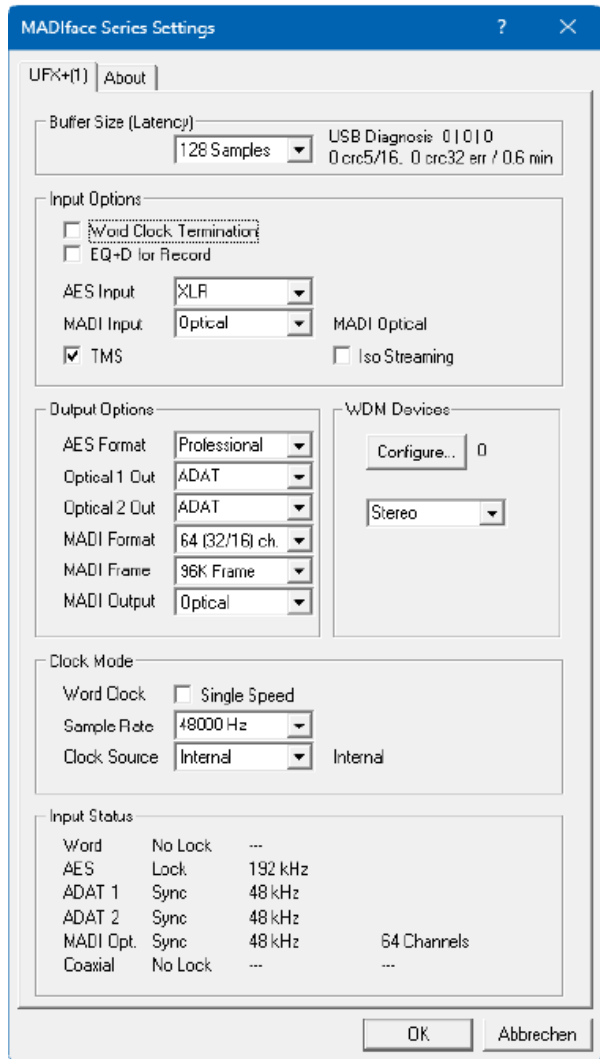 MADIface Series Settings ? ×
UFX+(1) About
Buffer Size (Latency)
128 Samples
USB Diagnosis 0 | 0 | 0
0 crc5/16. 0 crc32 err / 0.6 min
Input Options
Word Clock Termination
EQ+D for Record
AES Input XLR
MADI Input Optical MADI Optical
TMS Iso Streaming
Output Options
AES Format Professional
Optical 1 Out ADAT
Optical 2 Out ADAT
MADI Format 64 (32/16) ch.
MADI Frame 96K Frame
MADI Output Optical
WDM Devices
Configure... 0
Stereo
Clock Mode
Word Clock Single Speed
Sample Rate 48000 Hz
Clock Source Internal Internal
Input Status
Word No Lock ---
AES Lock 192 kHz
ADAT 1 Sync 48 kHz
ADAT 2 Sync 48 kHz
MADI Opt. Sync 48 kHz 64 Channels
Coaxial No Lock --- ---
OK Abbrechen